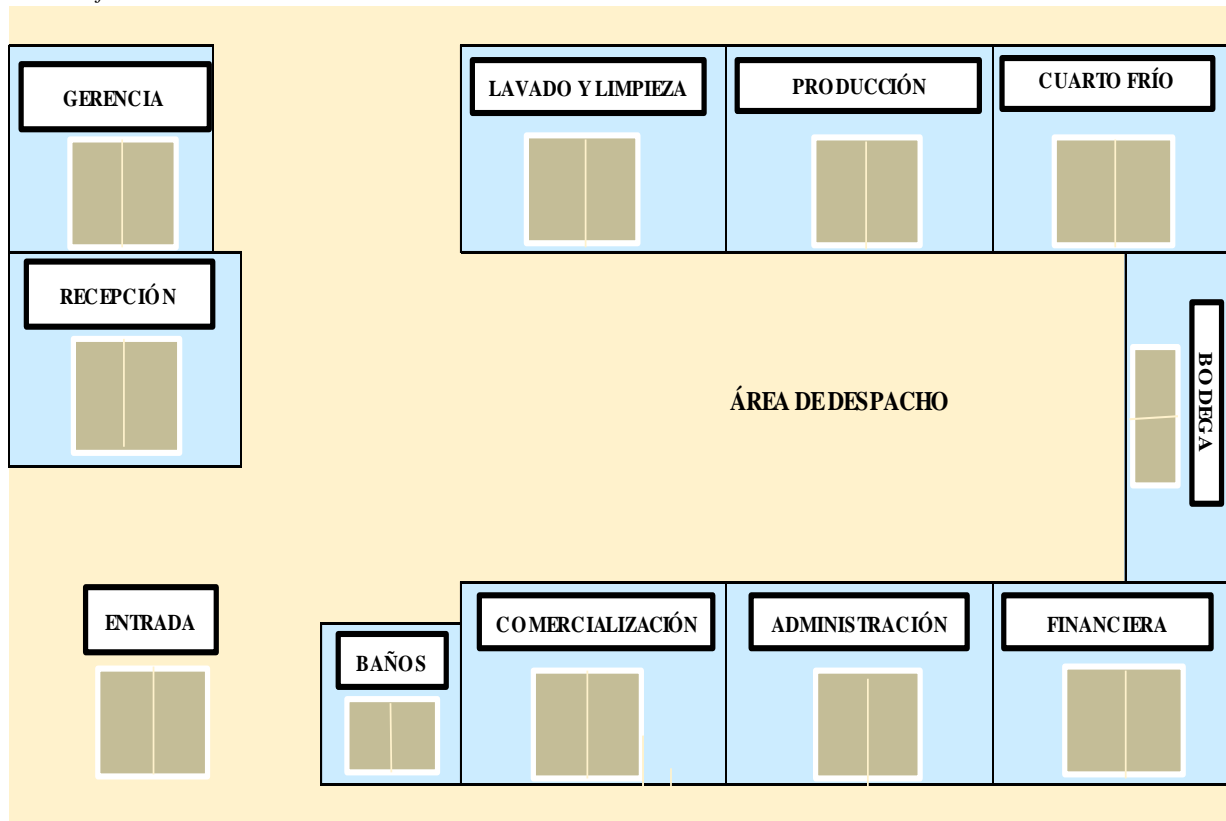 GERENCIA
LAVADO Y LIMPIEZA
PRODUCCIÓN
CUARTO FRÍO
RECEPCIÓN
ÁREA DE DESPACHO
BODEGA
ENTRADA
BAÑOS
COMERCIALIZACIÓN
ADMINISTRACIÓN
FINANCIERA